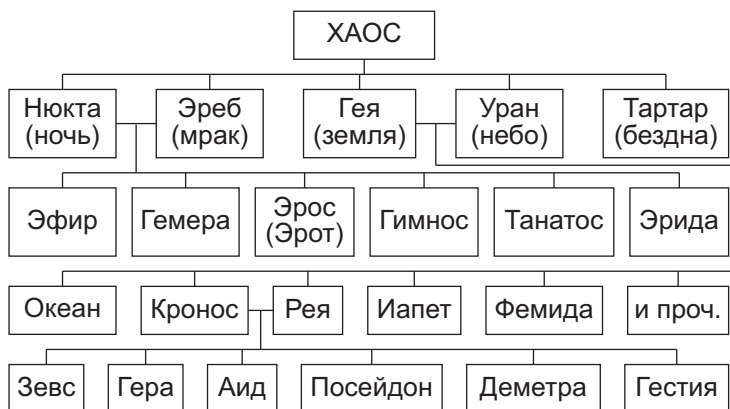 ХАОС
Нюкта Эреб Гея Уран Тартар
(ночь) (мрак) (земля) (небо) (бездна)
Эфир Гемера Эрос Гимнос Танатос Эрида
(Эрот)
Океан Кронос Рея Иапет Фемида и проч.
Зевс Гера Аид Посейдон Деметра Гестия